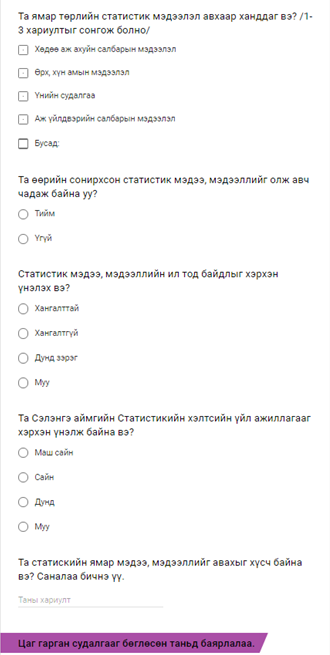 Та ямар төрлийн статистик мэдээлэл авхаар ханддаг вэ? /1-
3 хариултыг сонгож болно/
Хөдөө аж ахуйн салбарын мэдээлэл
Өрх, хүн амын мэдээлэл
Үнийн судалгаа
Аж үйлдвэрийн салбарын мэдээлэл
Бусад:
Та өөрийн сонирхсон статистик мэдээ, мэдээллийг олж авч
чадаж байна уу?
Тийм
Үгүй
Статистик мэдээ, мэдээллийн ил тод байдлыг хэрхэн
үнэлэх вэ?
Хангалттай
Хангалтгүй
Дунд зэрэг
Муу
Та Сэлэнгэ аймгийн Статистикийн хэлтсийн үйл ажиллагааг
хэрхэн үнэлж байна вэ?
Маш сайн
Сайн
Дунд
Муу
Та статискийн ямар мэдээ, мэдээллийг авахыг хүсч байна
вэ? Саналаа бичнэ үү.
Таны хариулт
Цаг гарган судалгааг бөглөсөн таньд баярлалаа.